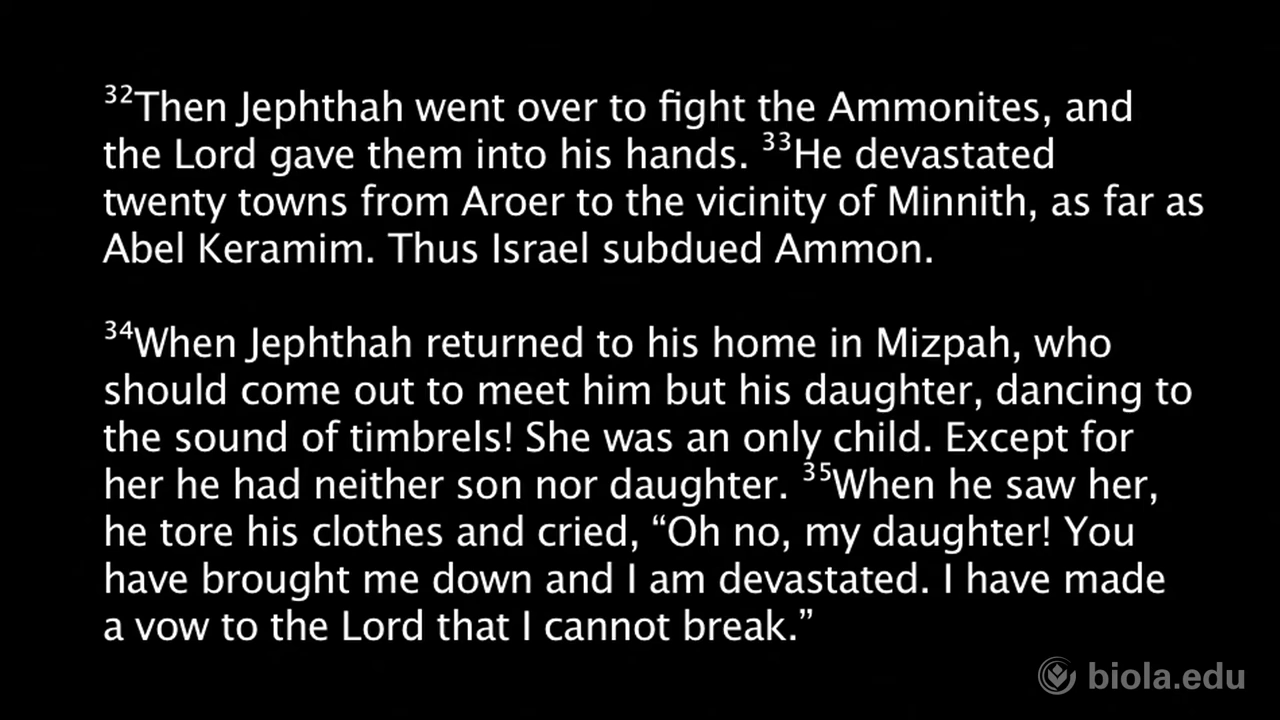 ³²Then Jephthah went over to fight the Ammonites, and
the Lord gave them into his hands. ³³He devastated
twenty towns from Aroer to the vicinity of Minnith, as far as
Abel Keramim. Thus Israel subdued Ammon.
³⁴When Jephthah returned to his home in Mizpah, who
should come out to meet him but his daughter, dancing to
the sound of timbrels! She was an only child. Except for
her he had neither son nor daughter. ³⁵When he saw her,
he tore his clothes and cried, “Oh no, my daughter! You
have brought me down and I am devastated. I have made
a vow to the Lord that I cannot break.”
biola.edu